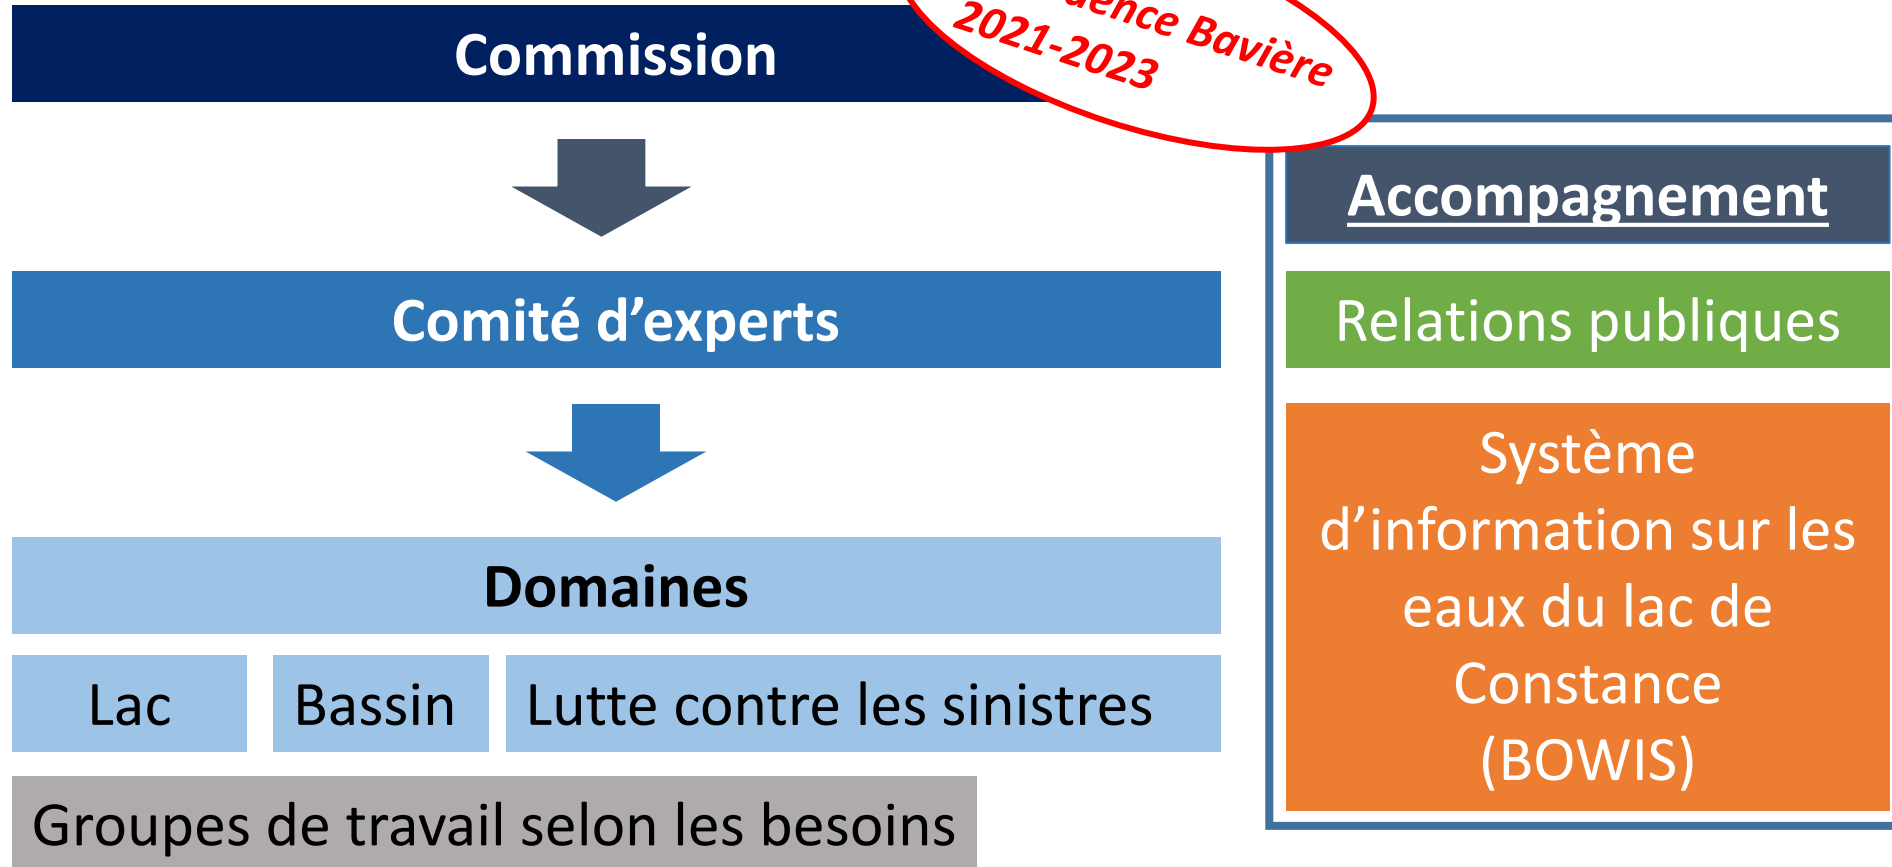 Commission
Bavière
2021-2023
Accompagnement
Comité d’experts
Relations publiques
Système
d’information sur les
eaux du lac de
Constance
(BOWIS)
Domaines
Lac
Bassin
Lutte contre les sinistres
Groupes de travail selon les besoins